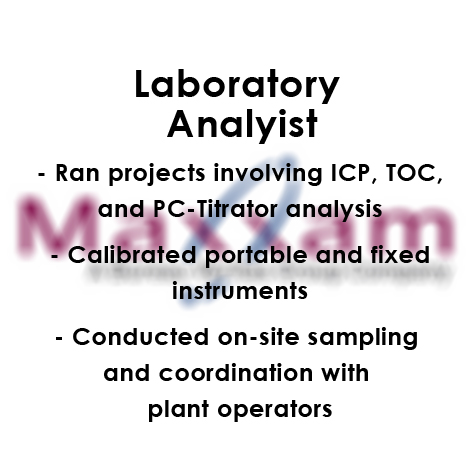 Laboratory
Analyist
- Ran projects involving ICP, TOC,
and PC-Titrator analysis
Maxxam
- Calibrated portable and fixed
instruments
- Conducted on-site sampling
and coordination with
plant operators